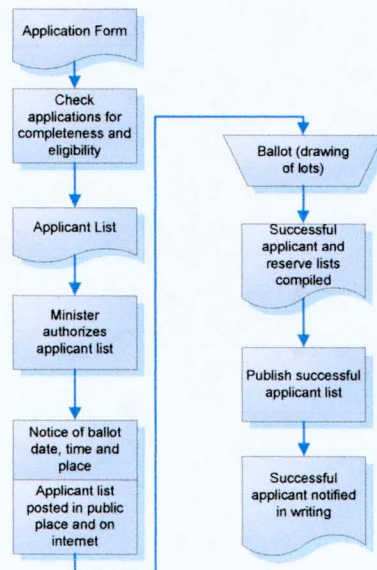 Application Form
Check
applications for
completeness and
eligibility
Applicant List
Minister
authorizes
applicant list
Notice of ballot
date, time and
place
Applicant list
posted in public
place and on
internet
Ballot (drawing
of lots)
Successful
applicant and
reserve lists
compiled
Publish successful
applicant list
Successful
applicant notified
in writing